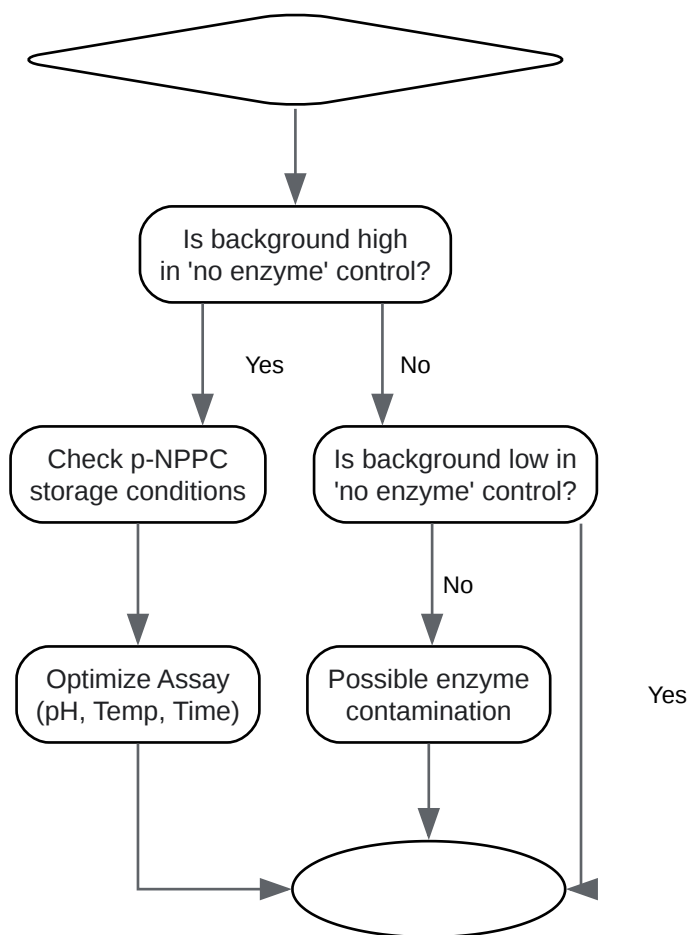 Is background high
in 'no enzyme' control?
Yes
No
Check p-NPPC
storage conditions
Is background low in
'no enzyme' control?
No
Optimize Assay
(pH, Temp, Time)
Possible enzyme
contamination
Yes